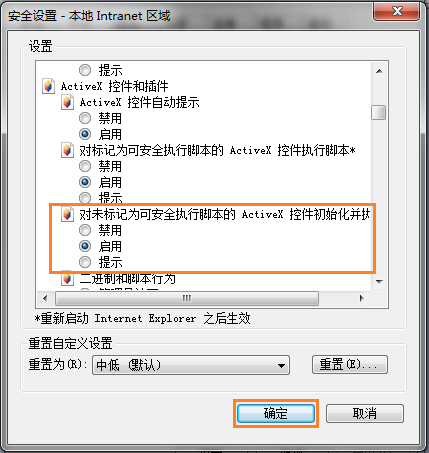 安全设置 - 本地 Intranet 区域
设置
提示
ActiveX 控件和插件
ActiveX 控件自动提示
禁用
启用
对标记为可安全执行脚本的 ActiveX 控件执行脚本*
禁用
启用
提示
对未标记为可安全执行脚本的 ActiveX 控件初始化并执
禁用
启用
提示
二进制和脚本行为
*重新启动 Internet Explorer 之后生效
重置自定义设置
重置为(R): 中低 (默认) 重置(E)...
确定 取消